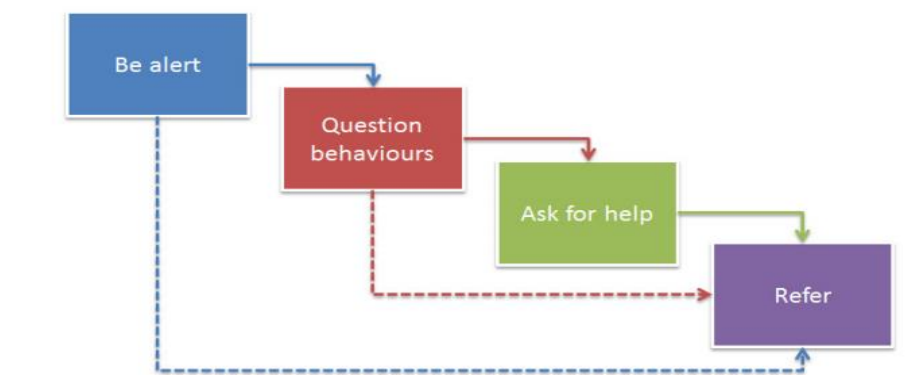 Be alert
Question
behaviours
Ask for help
Refer